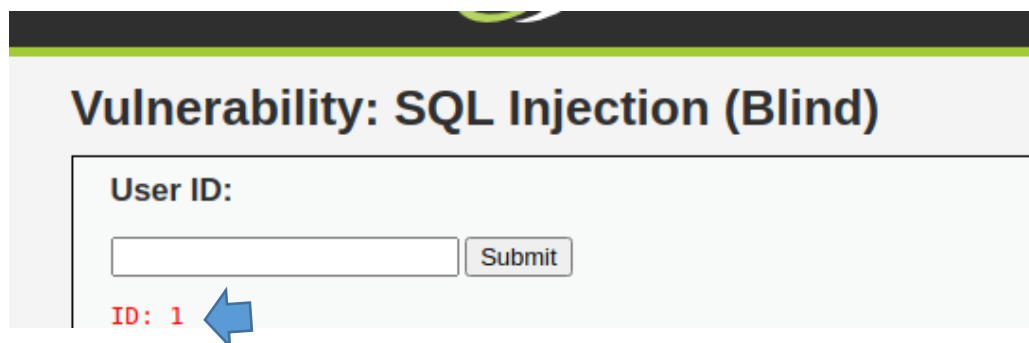 Vulnerability: SQL Injection (Blind)
User ID:
Submit
ID: 1